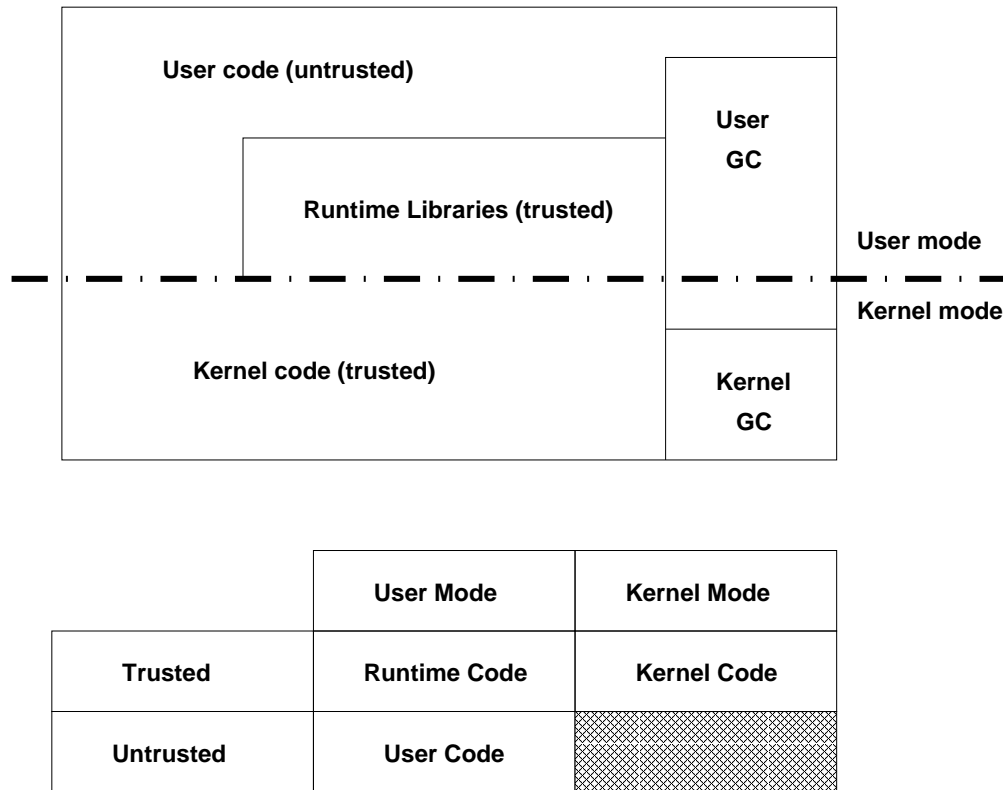 User code (untrusted)
User
GC
Runtime Libraries (trusted)
User mode
Kernel mode
Kernel code (trusted)
Kernel
GC
User Mode
Kernel Mode
Trusted
Runtime Code
Kernel Code
Untrusted
User Code